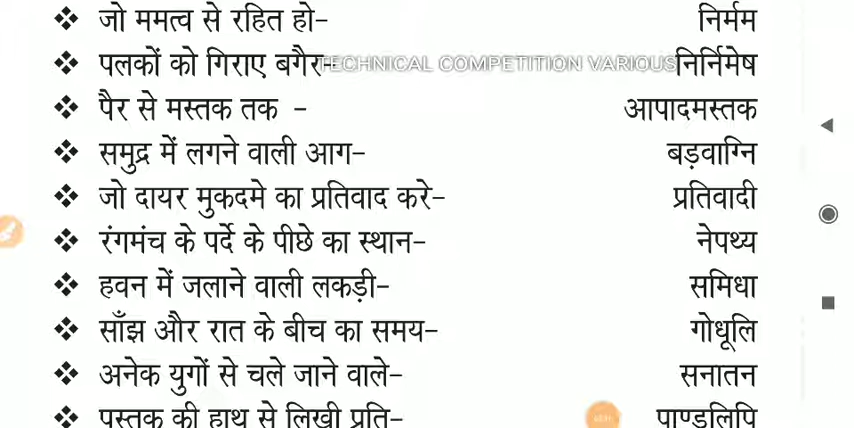 ❖ जो ममत्व से रहित हो– निर्मम
❖ पलकों को गिराए बगैर– TECHNICAL COMPETITION VARIOUS निर्निमेष
❖ पैर से मस्तक तक – आपादमस्तक
❖ समुद्र में लगने वाली आग– बड़वाग्नि
❖ जो दायर मुकदमे का प्रतिवाद करे– प्रतिवादी
❖ रंगमंच के पर्दे के पीछे का स्थान– नेपथ्य
❖ हवन में जलाने वाली लकड़ी– समिधा
❖ साँझ और रात के बीच का समय– गोधूलि
❖ अनेक युगों से चले जाने वाले– सनातन
❖ पुस्तक की हाथ से लिखी प्रति– पाण्डुलिपि